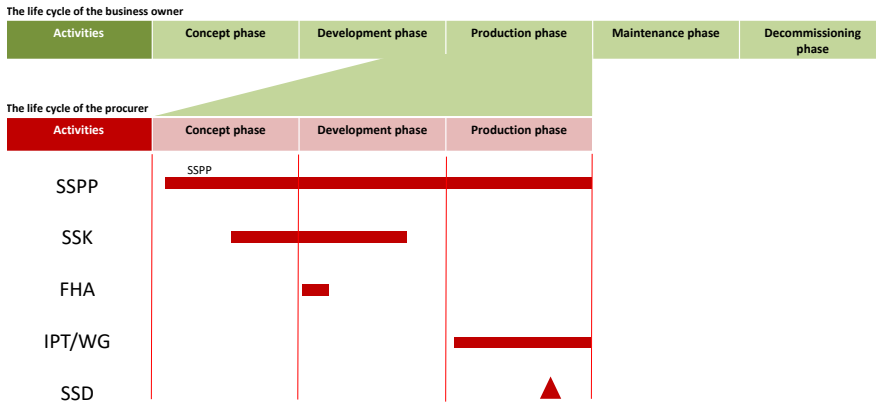 The life cycle of the business owner
Activities
Concept phase
Development phase
Production phase
Maintenance phase
Decommissioning
phase
The life cycle of the procurer
Activities
Concept phase
Development phase
Production phase
SSPP
SSPP
SSK
FHA
IPT/WG
SSD